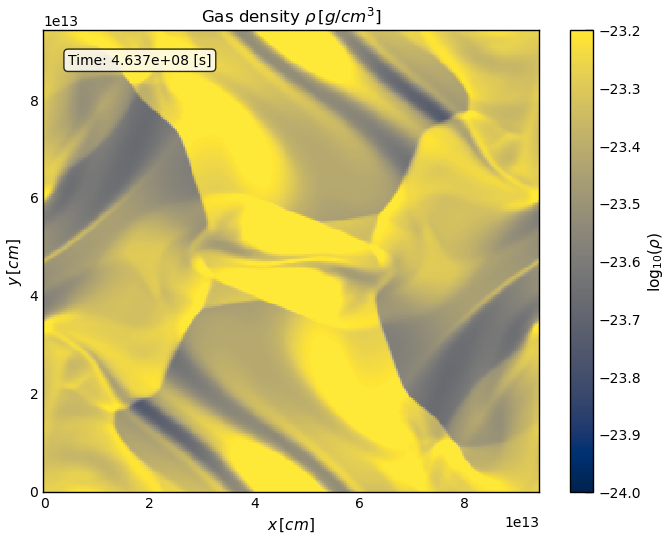 Gas density ρ [g/cm³]
1e13
Time: 4.637e+08 [s]
8
6
4
2
0
y [cm]
0
2
4
6
8
1e13
x [cm]
−23.2
−23.3
−23.4
−23.5
−23.6
−23.7
−23.8
−23.9
−24.0
log₁₀(ρ)